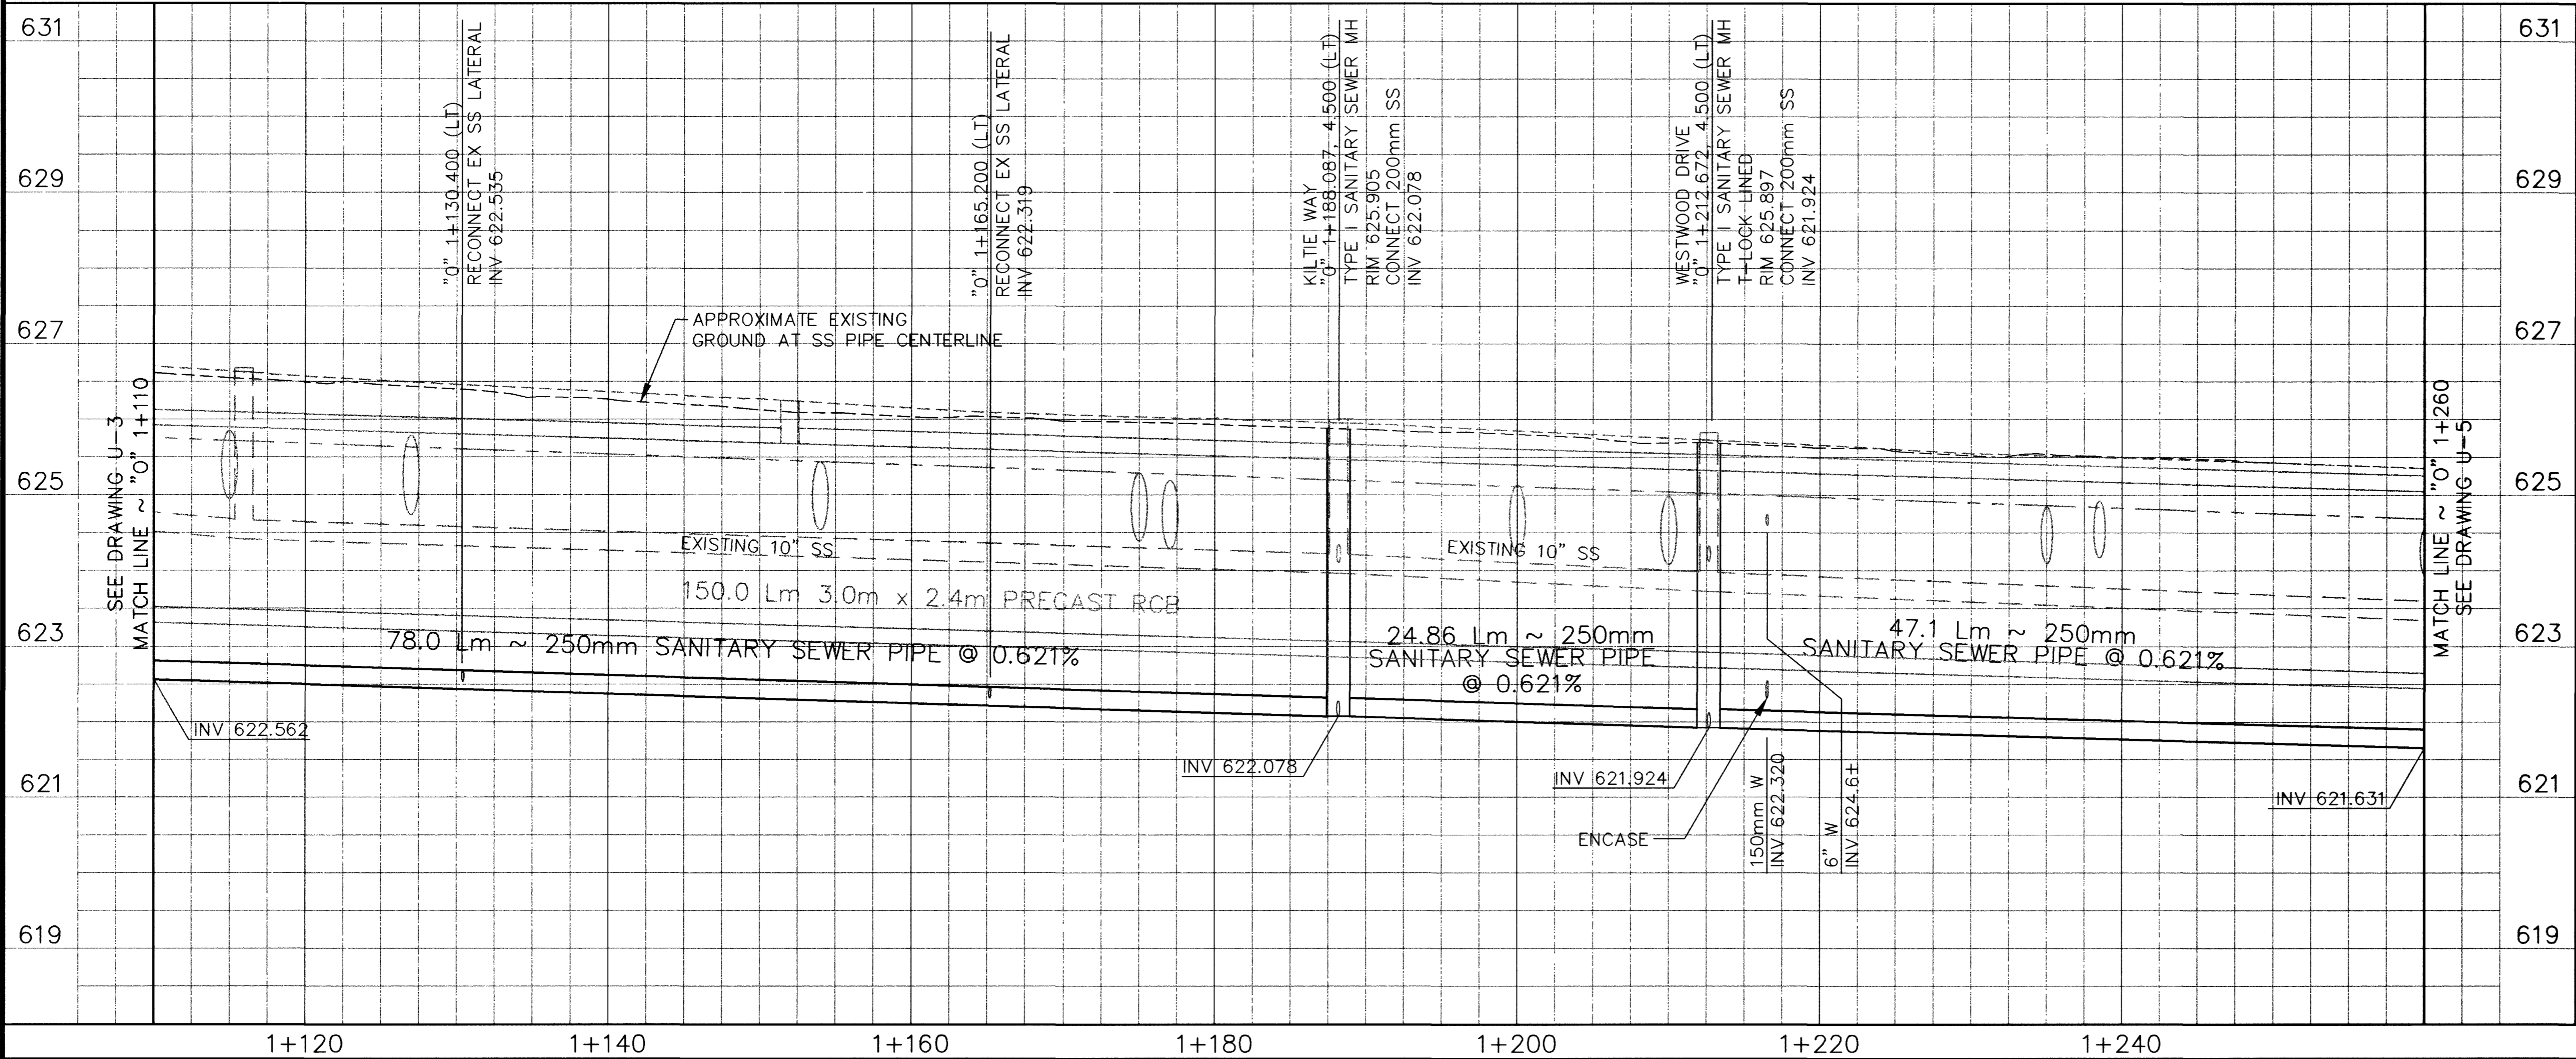 631
629
627
625
623
621
619
SEE DRAWING U-3
MATCH LINE ~ "O" 1+110
"O" 1+130.400 (LT)
RECONNECT EX SS LATERAL
INV 622.535
"O" 1+165.200 (LT)
RECONNECT EX SS LATERAL
INV 622.319
KILTIE WAY
"O" 1+188.087, 4.500 (LT)
TYPE I SANITARY SEWER MH
RIM 625.905
CONNECT 200mm SS
INV 622.078
WESTWOOD DRIVE
"O" 1+212.672, 4.500 (LT)
TYPE I SANITARY SEWER MH
T-LOCK LINED
RIM 625.897
CONNECT 200mm SS
INV 621.924
APPROXIMATE EXISTING
GROUND AT SS PIPE CENTERLINE
EXISTING 10" SS
EXISTING 10" SS
150.0 Lm 3.0m x 2.4m PRECAST RCB
78.0 Lm ~ 250mm SANITARY SEWER PIPE @ 0.621%
24.86 Lm ~ 250mm
SANITARY SEWER PIPE
@ 0.621%
47.1 Lm ~ 250mm
SANITARY SEWER PIPE @ 0.621%
INV 622.562
INV 622.078
INV 621.924
ENCASE
150mm W
INV 622.320
6" W
INV 624.6±
INV 621.631
MATCH LINE ~ "O" 1+260
SEE DRAWING U-5
631
629
627
625
623
621
619
1+120
1+140
1+160
1+180
1+200
1+220
1+240